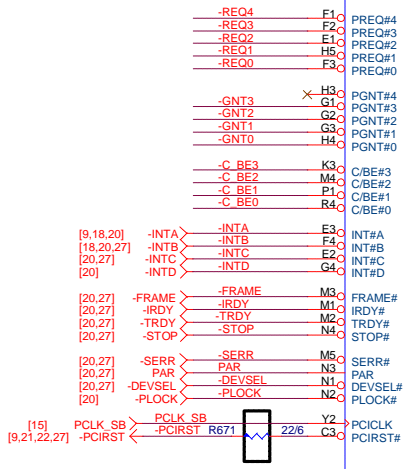 -REQ4 F1 PREQ#4
-REQ3 F2 PREQ#3
-REQ2 E1 PREQ#2
-REQ1 H5 PREQ#1
-REQ0 F3 PREQ#0
H3 PGNT#4
-GNT3 G1 PGNT#3
-GNT2 G2 PGNT#2
-GNT1 G3 PGNT#1
-GNT0 H4 PGNT#0
-C_BE3 K3 C/BE#3
-C_BE2 M4 C/BE#2
-C_BE1 P1 C/BE#1
-C_BE0 R4 C/BE#0
[9,18,20] -INTA -INTA E3 INT#A
[18,20,27] -INTB -INTB F4 INT#B
[20,27] -INTC -INTC E2 INT#C
[20] -INTD -INTD G4 INT#D
[20,27] -FRAME -FRAME M3 FRAME#
[20,27] -IRDY -IRDY M1 IRDY#
[20,27] -TRDY -TRDY M2 TRDY#
[20,27] -STOP -STOP N4 STOP#
[20,27] -SERR -SERR M5 SERR#
[20,27] PAR PAR N3 PAR
[20,27] -DEVSEL -DEVSEL N1 DEVSEL#
[20] -PLOCK -PLOCK N2 PLOCK#
[15] PCLK_SB PCLK_SB Y2 PCICLK
[9,21,22,27] -PCIRST -PCIRST R671 22/6 C3 PCIRST#